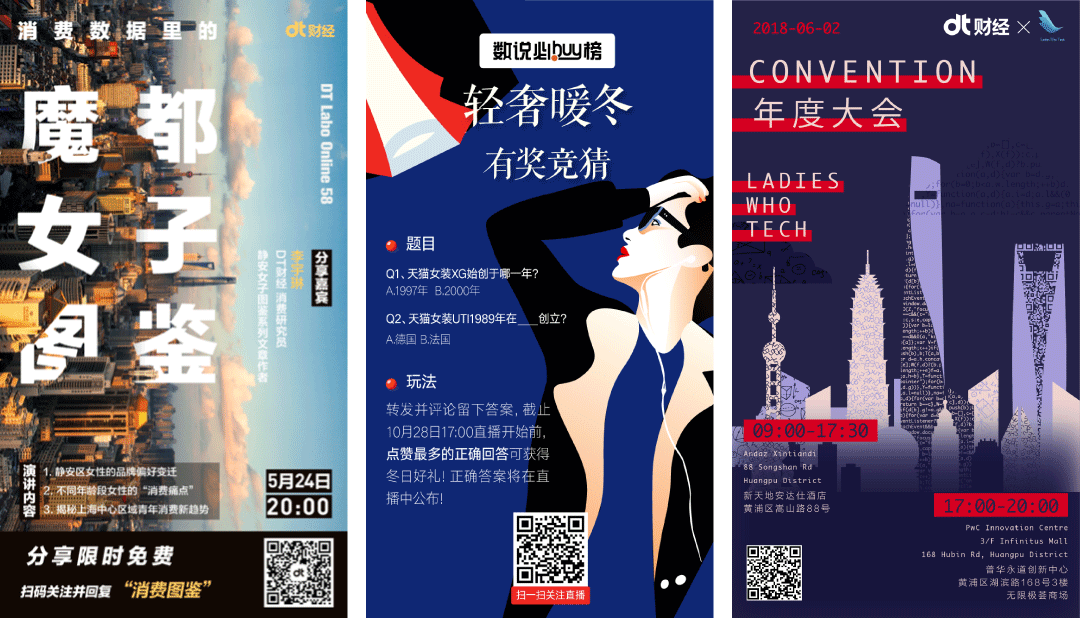 消费数据里的
dt财经
魔都
女子
图鉴
DT Labo Online 58
分享嘉宾
李宇琳
DT财经 消费研究员
静安女子图鉴系列文章作者
演讲内容
1. 静安区女性的品牌偏好变迁
2. 不同年龄段女性的“消费痛点”
3. 揭秘上海中心区域青年消费新趋势
5月24日
20:00
分享限时免费
扫码关注并回复 “消费图鉴”
dt
数说必buy榜
轻奢暖冬
有奖竞猜
题目
Q1、天猫女装XG始创于哪一年?
A.1997年 B.2000年
Q2、天猫女装UTI1989年在___创立?
A.德国 B.法国
玩法
转发并评论留下答案, 截止
10月28日17:00直播开始前,
点赞最多的正确回答可获得
冬日好礼! 正确答案将在直
播中公布!
扫一扫关注直播
2018-06-02
dt财经 ×
CONVENTION
年度大会
LADIES
WHO
TECH
09:00-17:30
Andaz Xintiandi
88 Songshan Rd
Huangpu District
新天地安达仕酒店
黄浦区嵩山路88号
17:00-20:00
PwC Innovation Centre
3/F Infinitus Mall
168 Hubin Rd, Huangpu District
普华永道创新中心
黄浦区湖滨路168号3楼
无限极荟商场